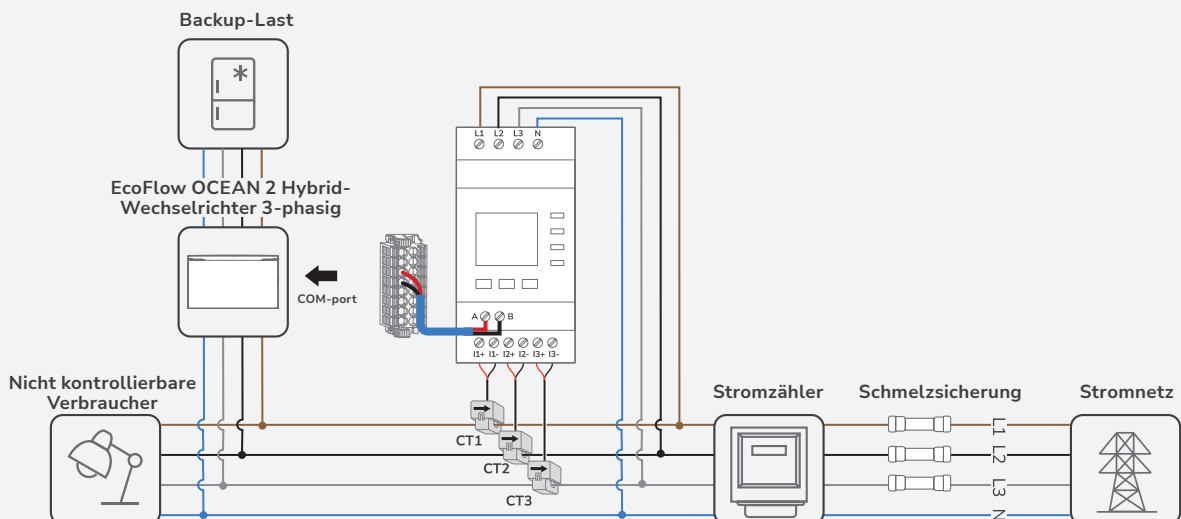 Backup-Last
EcoFlow OCEAN 2 Hybrid-
Wechselrichter 3-phasig
COM-port
L1 L2 L3 N
A B
I1+ I1- I2+ I2- I3+ I3-
Nicht kontrollierbare
Verbraucher
CT1
CT2
CT3
Stromzähler
Schmelzsicherung
Stromnetz
L1
L2
L3
N